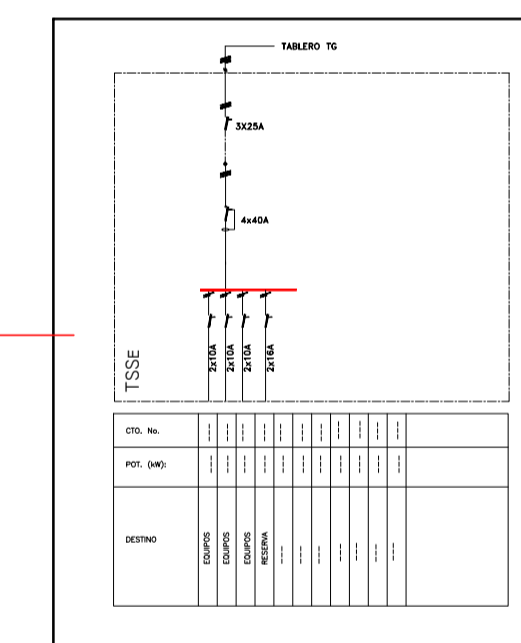 TABLERO TG
3X25A
4x40A
TSSE
2x10A
2x10A
2x10A
2x16A
CTO. No. --- --- --- --- --- --- --- --- --- --- ---
POT. (kW): --- --- --- --- --- --- --- --- --- --- ---
DESTINO EQUIPOS EQUIPOS EQUIPOS RESERVA --- --- --- --- --- --- ---